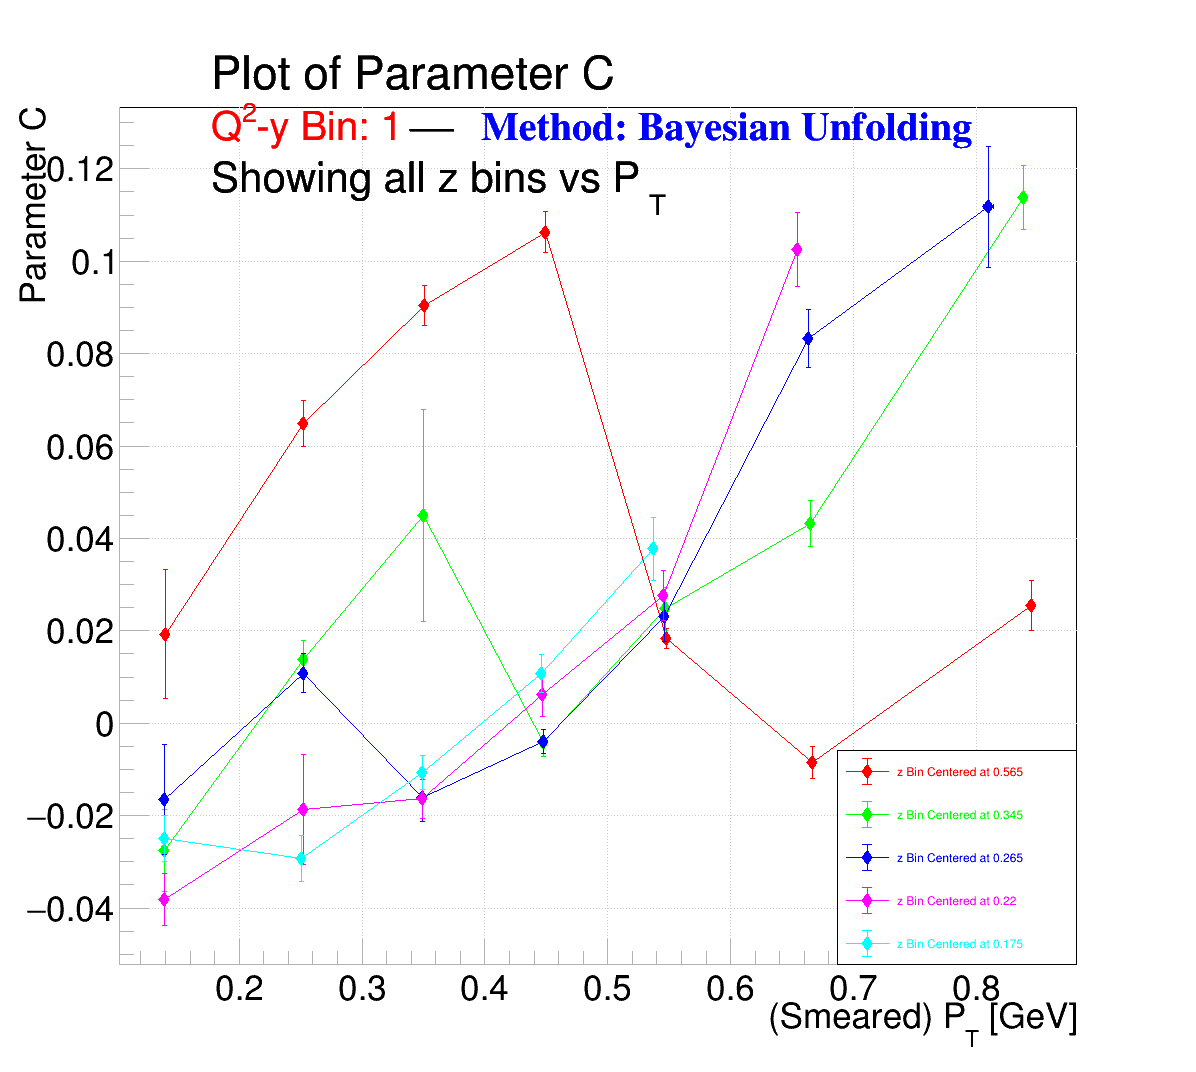 Plot of Parameter C
Q²-y Bin: 1 — Method: Bayesian Unfolding
Showing all z bins vs P_T
Parameter C
0.12
0.1
0.08
0.06
0.04
0.02
0
−0.02
−0.04
z Bin Centered at 0.565
z Bin Centered at 0.345
z Bin Centered at 0.265
z Bin Centered at 0.22
z Bin Centered at 0.175
0.2 0.3 0.4 0.5 0.6 0.7 0.8
(Smeared) P_T [GeV]